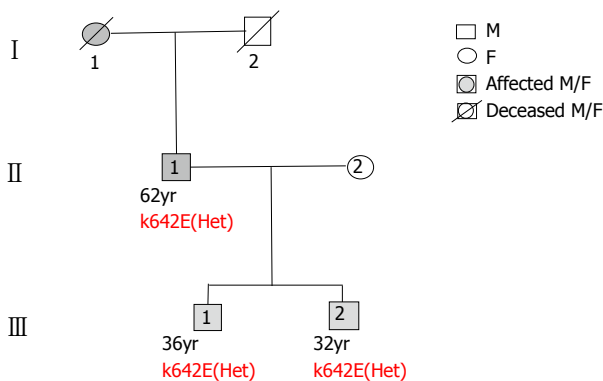 Ⅰ
1
2
M
F
Affected M/F
Deceased M/F
Ⅱ
1
2
62yr
k642E(Het)
Ⅲ
1
2
36yr
32yr
k642E(Het)
k642E(Het)